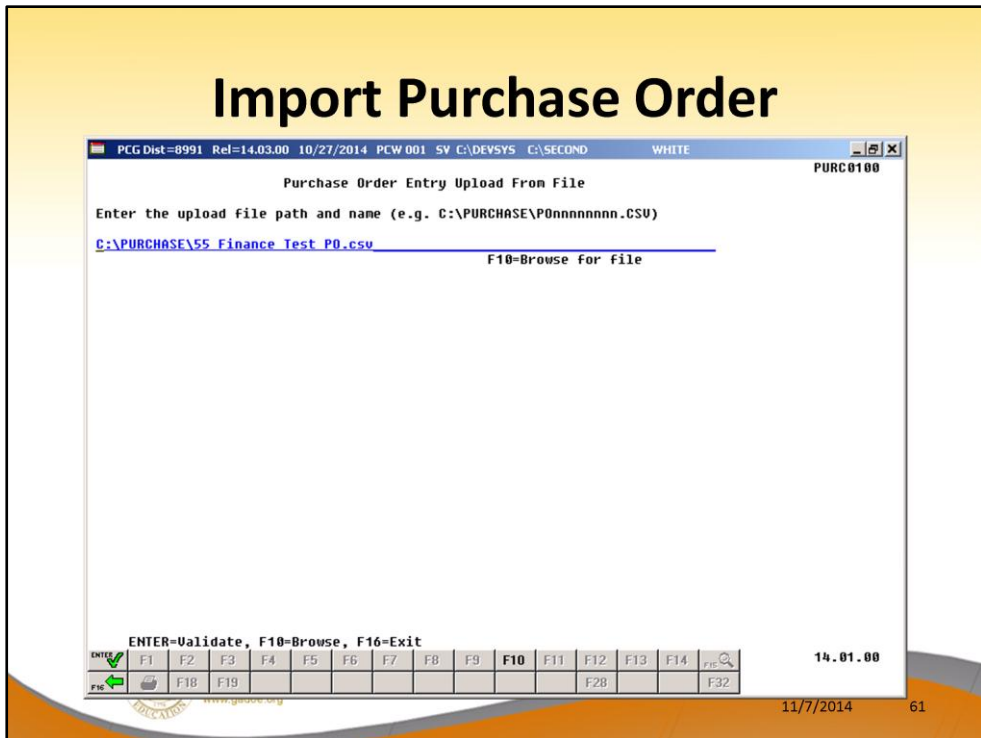 Import Purchase Order
PCG Dist=8991 Rel=14.03.00 10/27/2014 PCW 001 SV C:\DEVSYS C:\SECOND WHITE
PURC0100
Purchase Order Entry Upload From File
Enter the upload file path and name (e.g. C:\PURCHASE\POnnnnnnnn.CSV)
C:\PURCHASE\55 Finance Test PO.csv
F10=Browse for file
ENTER=Validate, F10=Browse, F16=Exit
ENTER F1 F2 F3 F4 F5 F6 F7 F8 F9 F10 F11 F12 F13 F14 F15
14.01.00
F16 F18 F19 F28 F32
EDUCATION www.gadoe.org
11/7/2014 61